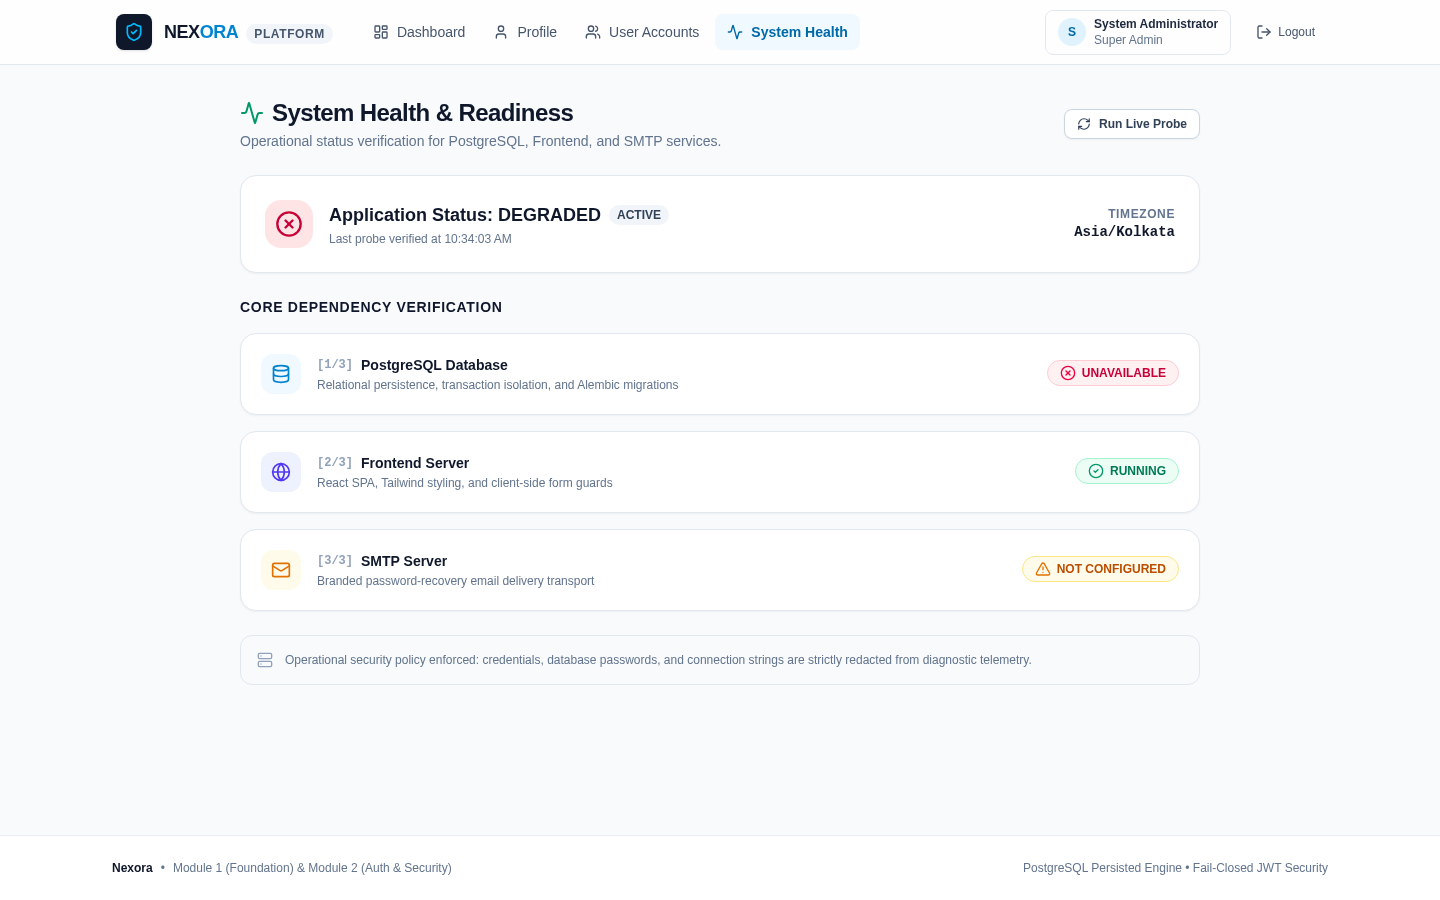 NEXORA PLATFORM
Dashboard
Profile
User Accounts
System Health
S
System Administrator
Super Admin
Logout
System Health & Readiness
Operational status verification for PostgreSQL, Frontend, and SMTP services.
Run Live Probe
Application Status: DEGRADED ACTIVE
Last probe verified at 10:34:03 AM
TIMEZONE
Asia/Kolkata
CORE DEPENDENCY VERIFICATION
[1/3] PostgreSQL Database
Relational persistence, transaction isolation, and Alembic migrations
UNAVAILABLE
[2/3] Frontend Server
React SPA, Tailwind styling, and client-side form guards
RUNNING
[3/3] SMTP Server
Branded password-recovery email delivery transport
NOT CONFIGURED
Operational security policy enforced: credentials, database passwords, and connection strings are strictly redacted from diagnostic telemetry.
Nexora • Module 1 (Foundation) & Module 2 (Auth & Security)
PostgreSQL Persisted Engine • Fail-Closed JWT Security